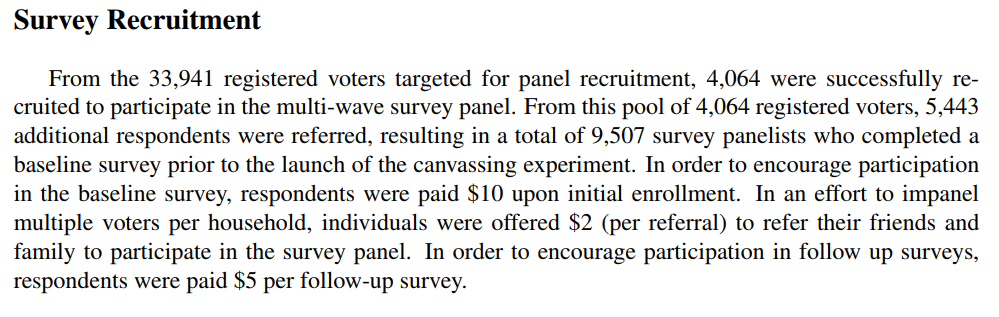 Survey Recruitment
From the 33,941 registered voters targeted for panel recruitment, 4,064 were successfully re-
cruited to participate in the multi-wave survey panel. From this pool of 4,064 registered voters, 5,443
additional respondents were referred, resulting in a total of 9,507 survey panelists who completed a
baseline survey prior to the launch of the canvassing experiment. In order to encourage participation
in the baseline survey, respondents were paid $10 upon initial enrollment. In an effort to impanel
multiple voters per household, individuals were offered $2 (per referral) to refer their friends and
family to participate in the survey panel. In order to encourage participation in follow up surveys,
respondents were paid $5 per follow-up survey.